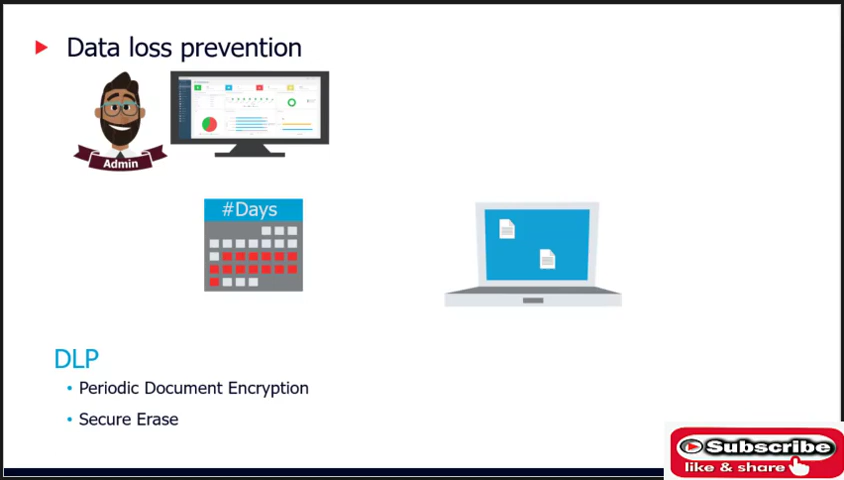 Data loss prevention
Admin
#Days
DLP
• Periodic Document Encryption
• Secure Erase
Subscribe
like & share